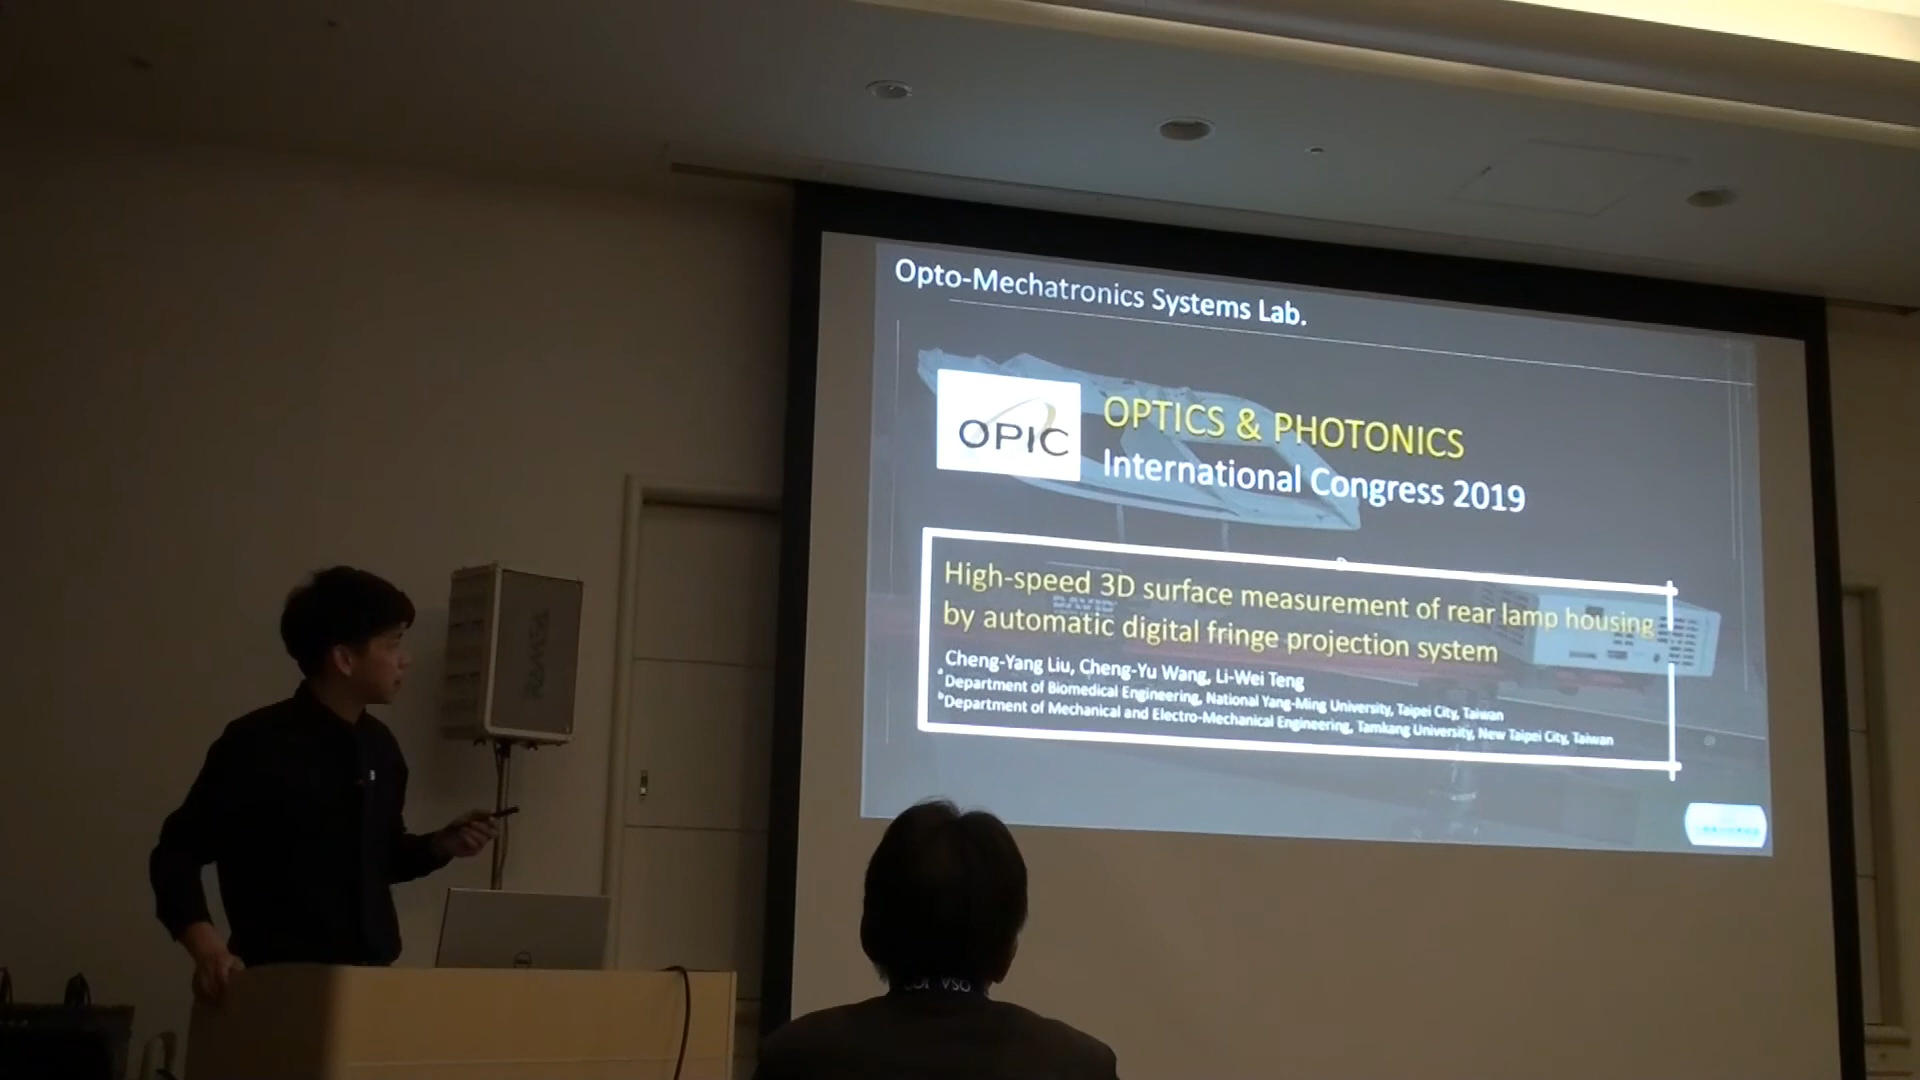 Opto-Mechatronics Systems Lab.
OPIC
OPTICS & PHOTONICS
International Congress 2019
High-speed 3D surface measurement of rear lamp housing
by automatic digital fringe projection system
Cheng-Yang Liu, Cheng-Yu Wang, Li-Wei Teng
a Department of Biomedical Engineering, National Yang-Ming University, Taipei City, Taiwan
b Department of Mechanical and Electro-Mechanical Engineering, Tamkang University, New Taipei City, Taiwan
RAMSA
DELL